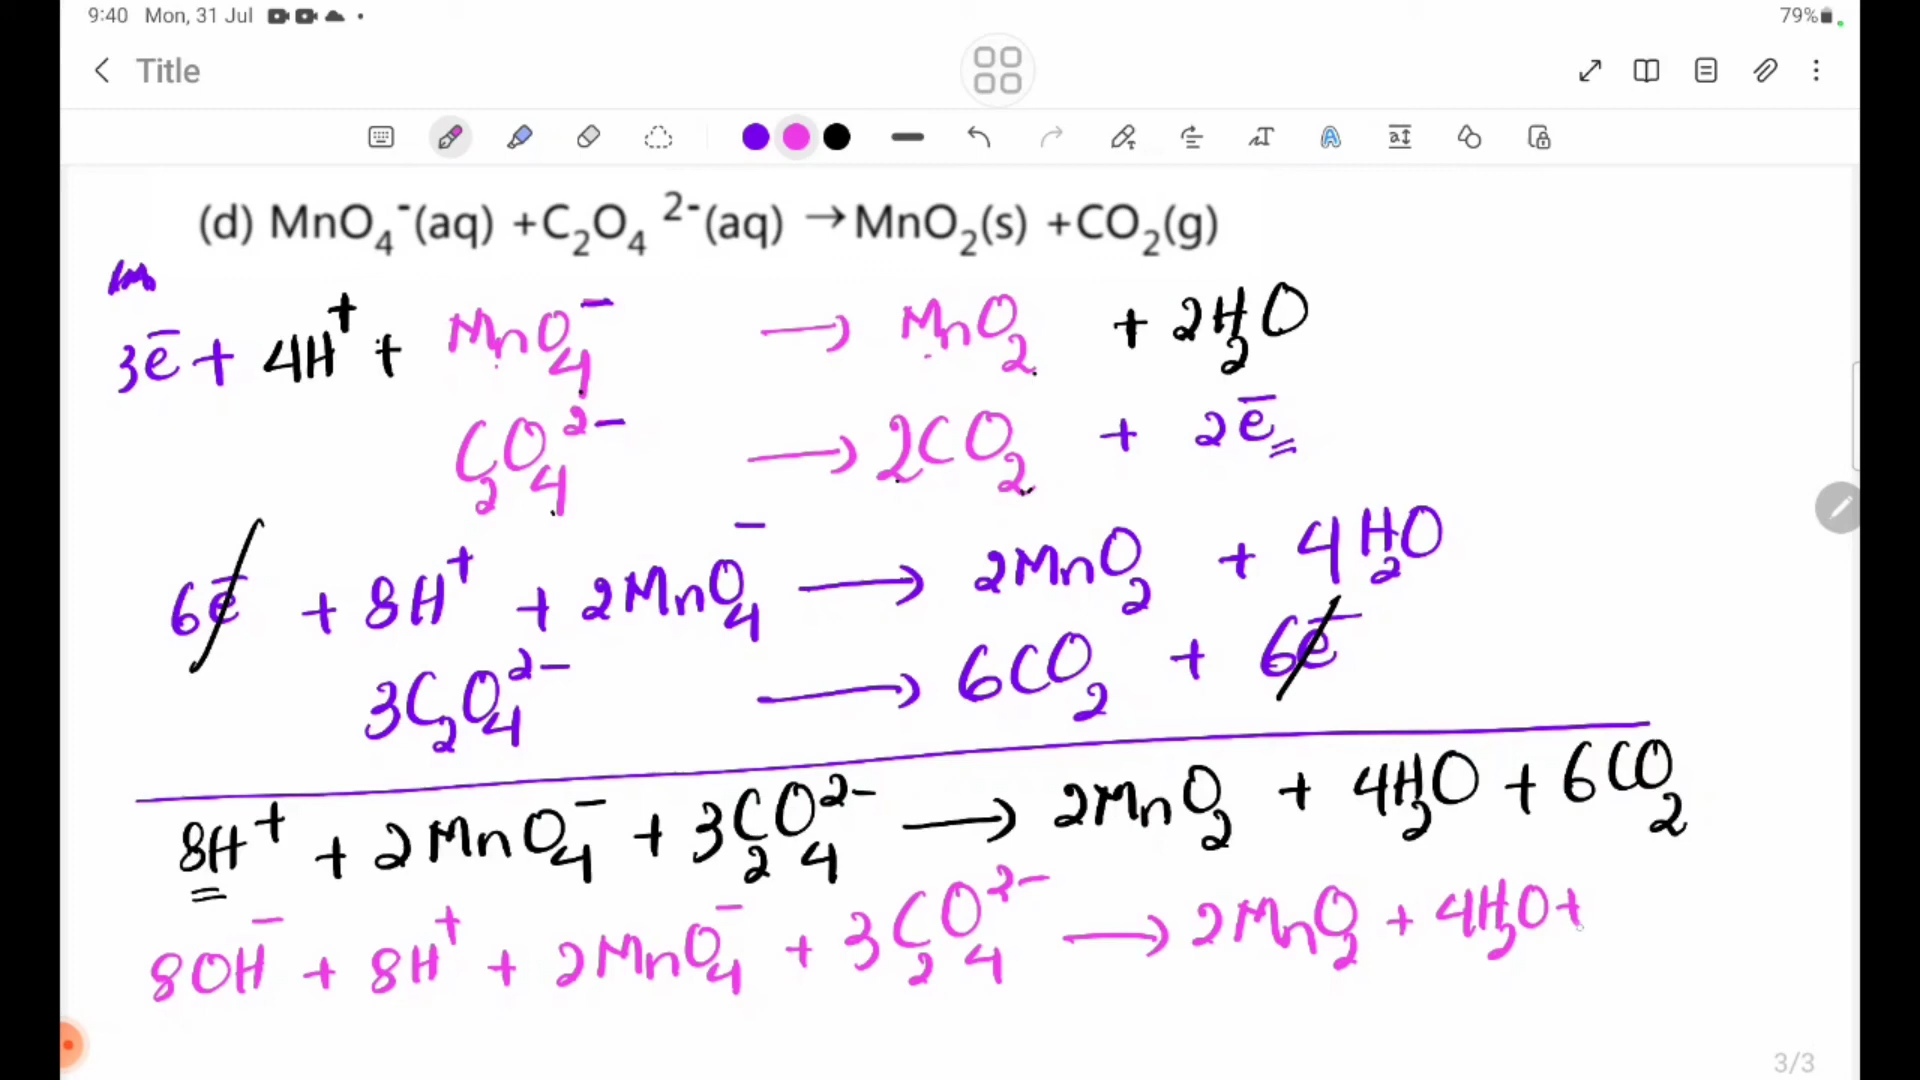 9:40 Mon, 31 Jul 79%
Title
(d) MnO₄⁻(aq) +C₂O₄ ²⁻(aq) →MnO₂(s) +CO₂(g)
3e⁻ + 4H⁺ + MnO₄⁻ → MnO₂ + 2H₂O
C₂O₄²⁻ → 2CO₂ + 2e⁻
6e⁻ + 8H⁺ + 2MnO₄⁻ → 2MnO₂ + 4H₂O
3C₂O₄²⁻ → 6CO₂ + 6e⁻
8H⁺ + 2MnO₄⁻ + 3C₂O₄²⁻ → 2MnO₂ + 4H₂O + 6CO₂
8OH⁻ + 8H⁺ + 2MnO₄⁻ + 3C₂O₄²⁻ → 2MnO₂ + 4H₂O+
3/3